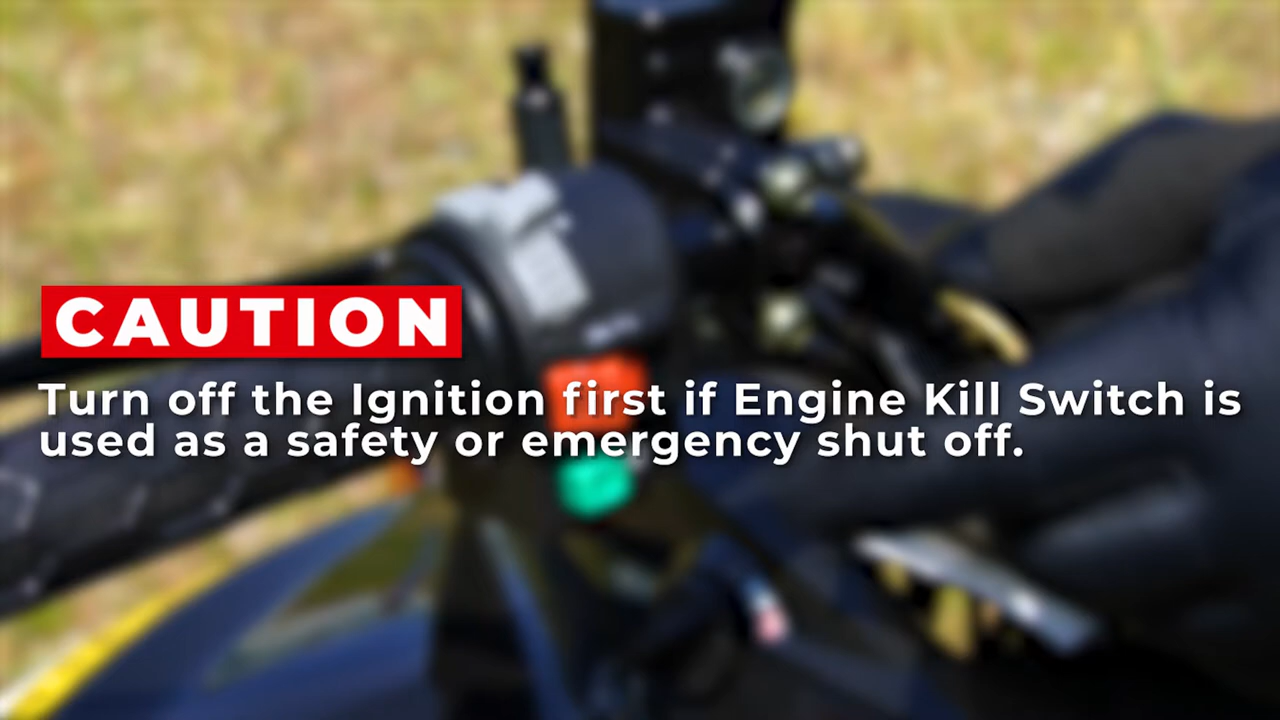 CAUTION
Turn off the Ignition first if Engine Kill Switch is
used as a safety or emergency shut off.